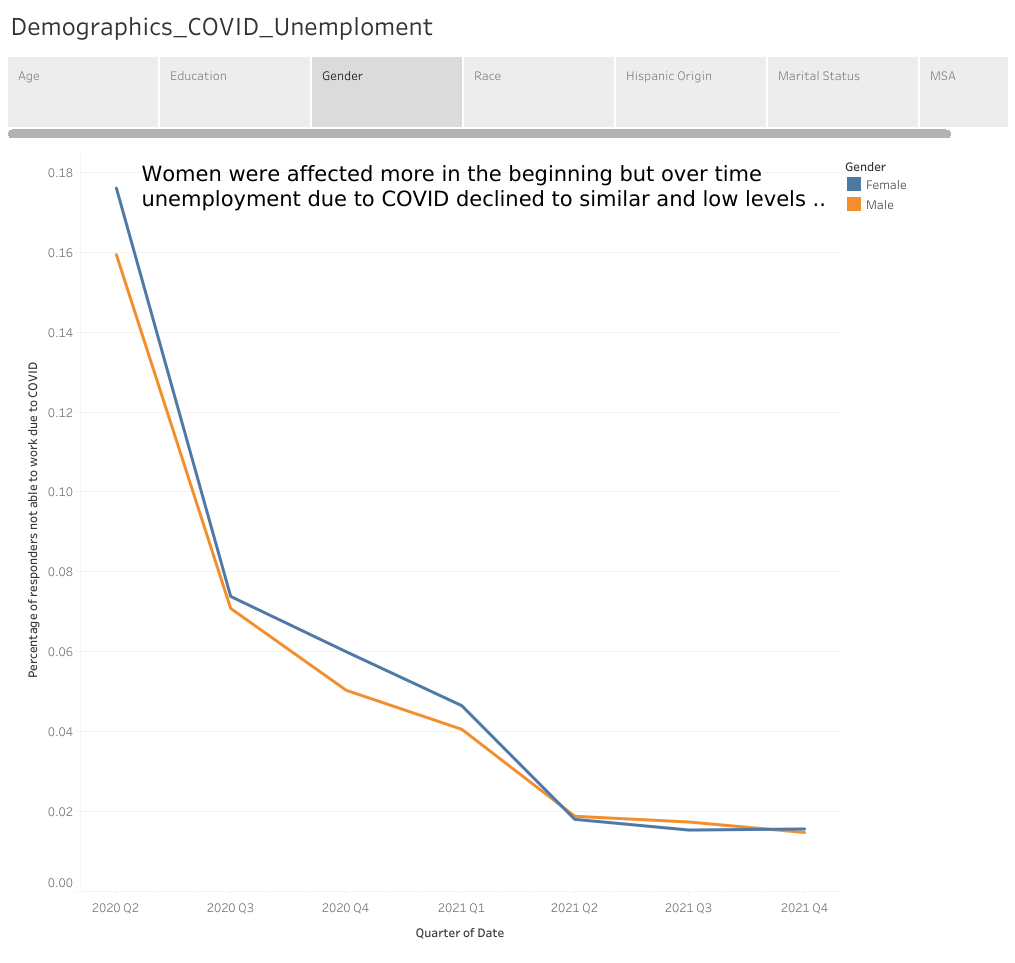 Demographics_COVID_Unemploment
Age
Education
Gender
Race
Hispanic Origin
Marital Status
MSA
Women were affected more in the beginning but over time
unemployment due to COVID declined to similar and low levels ..
Gender
Female
Male
Percentage of responders not able to work due to COVID
0.18
0.16
0.14
0.12
0.10
0.08
0.06
0.04
0.02
0.00
2020 Q2
2020 Q3
2020 Q4
2021 Q1
2021 Q2
2021 Q3
2021 Q4
Quarter of Date